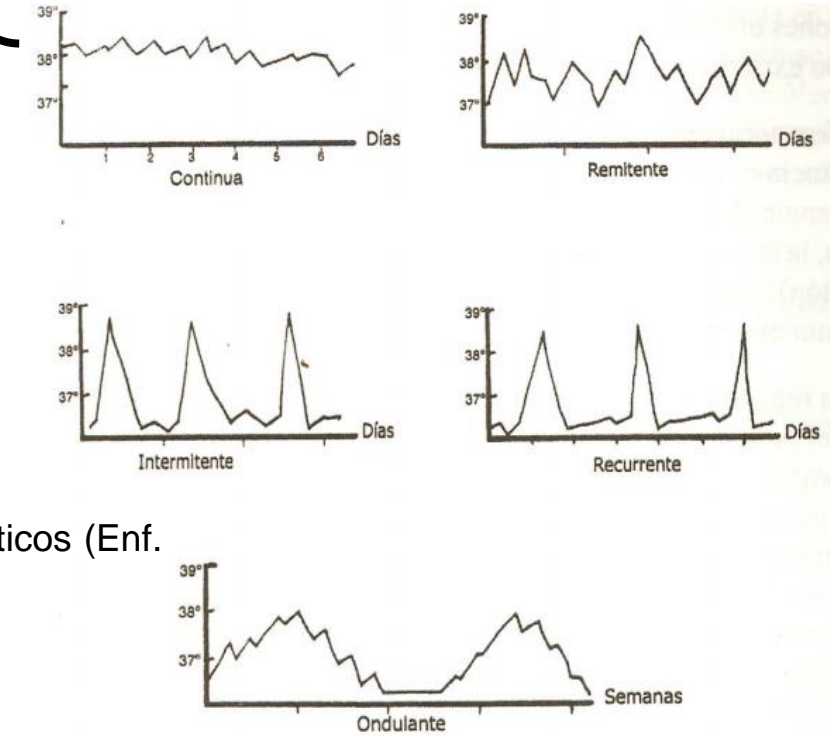 39°
38°
37°
Días
1 2 3 4 5 6
Continua
39°
38°
37°
Días
Remitente
39°
38°
37°
Días
Intermitente
39°
38°
37°
Días
Recurrente
ticos (Enf.
39°
38°
37°
Semanas
Ondulante